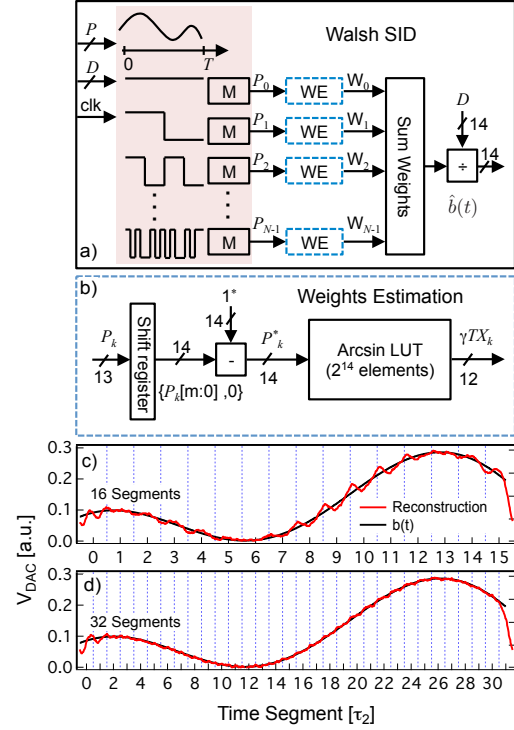 Walsh SID
P
D
clk
0 T
M P0 WE W0
M P1 WE W1
M P2 WE W2
M PN-1 WE WN-1
Sum Weights
D
14
÷
14
b̂(t)
a)
b)
Weights Estimation
1*
14
Pk
13
Shift register
14
{Pk[m:0] ,0}
-
P*k
14
Arcsin LUT
(2^14 elements)
γTXk
12
c)
0.3
0.2
0.1
0.0
16 Segments
Reconstruction
b(t)
0 1 2 3 4 5 6 7 8 9 10 11 12 13 14 15
VDAC [a.u.]
d)
0.3
0.2
0.1
0.0
32 Segments
0 2 4 6 8 10 12 14 16 18 20 22 24 26 28 30
Time Segment [τ2]